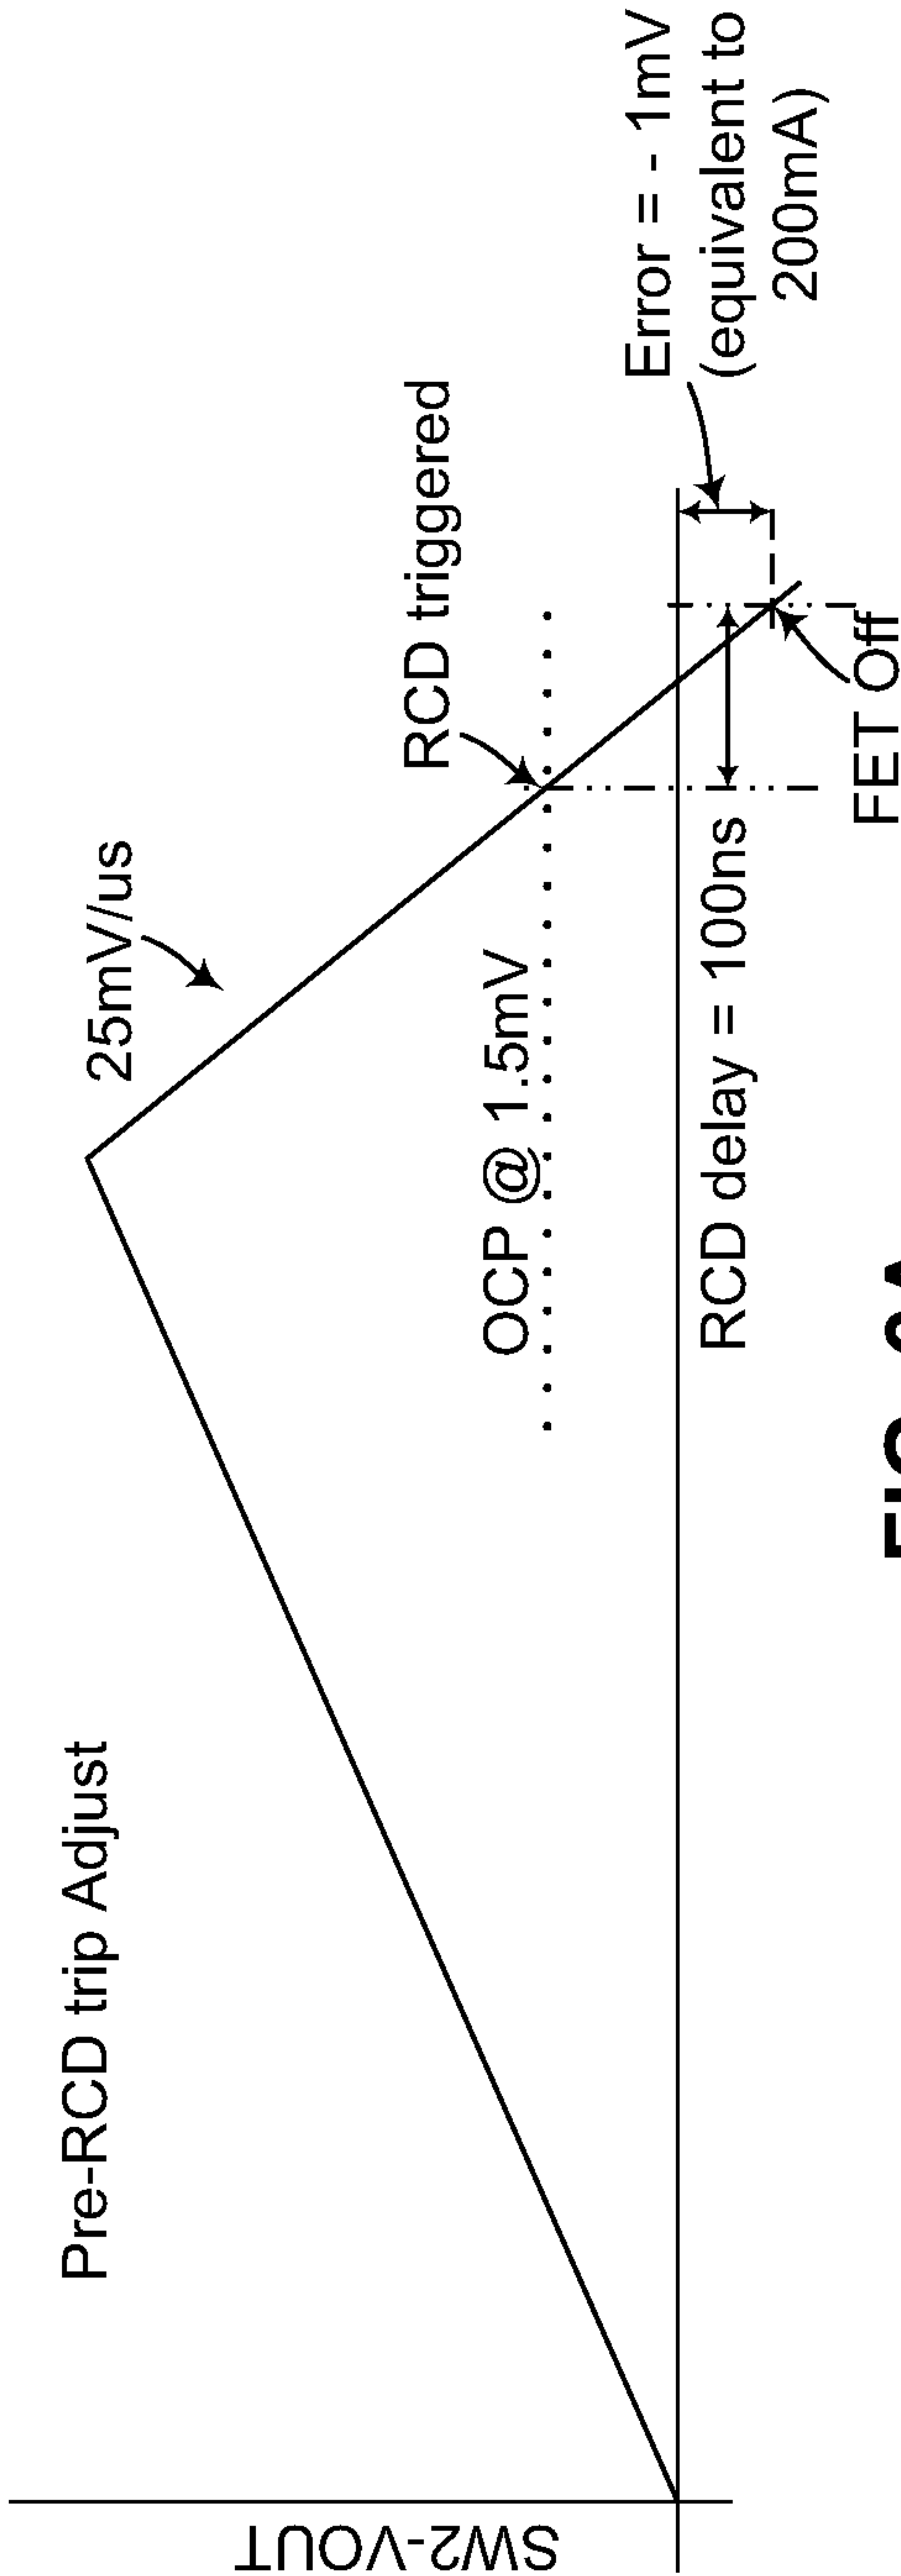 Pre-RCD trip Adjust
25mV/us
RCD triggered
OCP @ 1.5mV
Error = - 1mV
(equivalent to
200mA)
RCD delay = 100ns
FET Off
SW2-VOUT